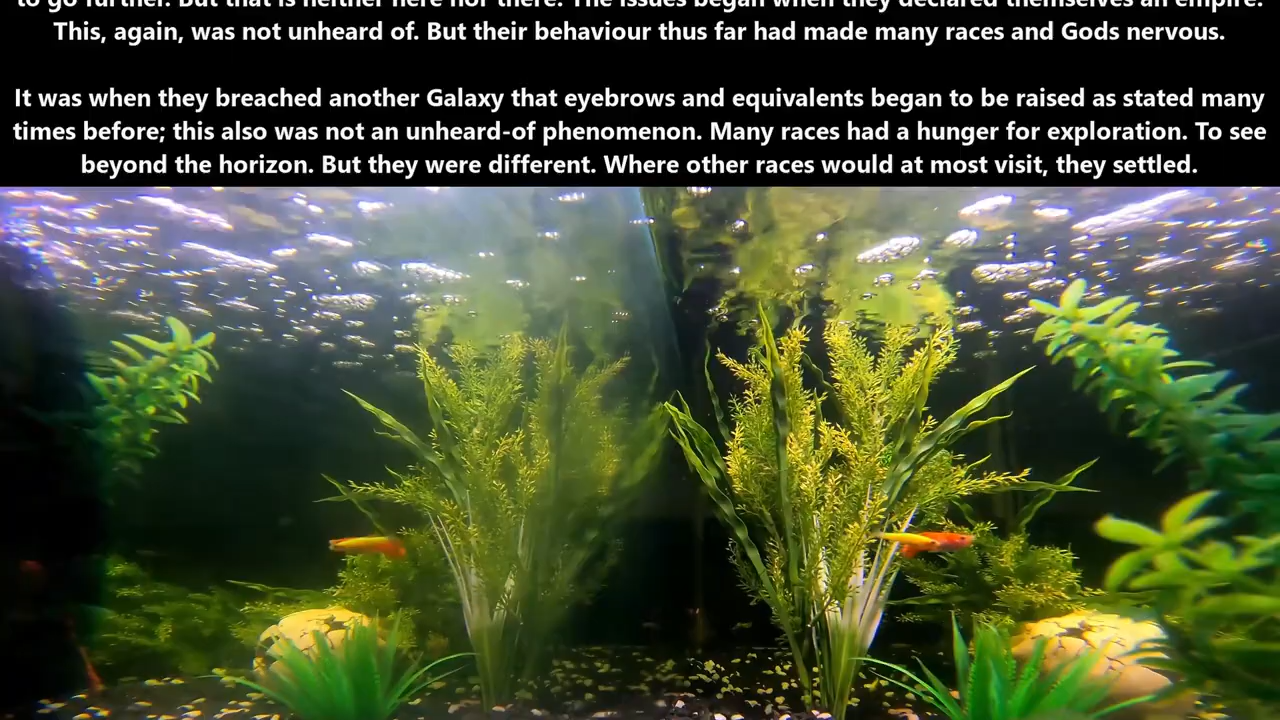 to go further. But that is neither here nor there. The issues began when they declared themselves an empire.
This, again, was not unheard of. But their behaviour thus far had made many races and Gods nervous.
It was when they breached another Galaxy that eyebrows and equivalents began to be raised as stated many
times before; this also was not an unheard-of phenomenon. Many races had a hunger for exploration. To see
beyond the horizon. But they were different. Where other races would at most visit, they settled.